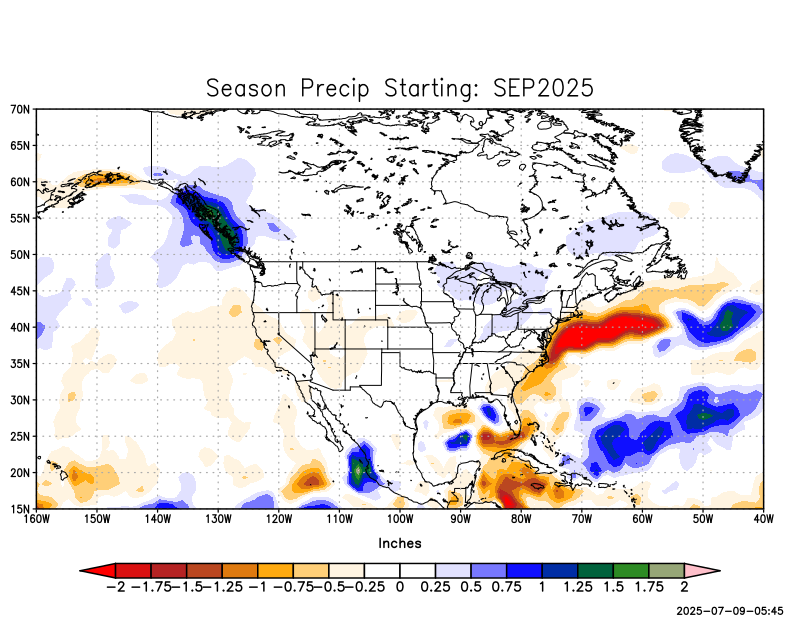 Season Precip Starting: SEP2025
70N
65N
60N
55N
50N
45N
40N
35N
30N
25N
20N
15N
160W 150W 140W 130W 120W 110W 100W 90W 80W 70W 60W 50W 40W
Inches
−2 −1.75 −1.5 −1.25 −1 −0.75 −0.5 −0.25 0 0.25 0.5 0.75 1 1.25 1.5 1.75 2
2025-07-09-05:45